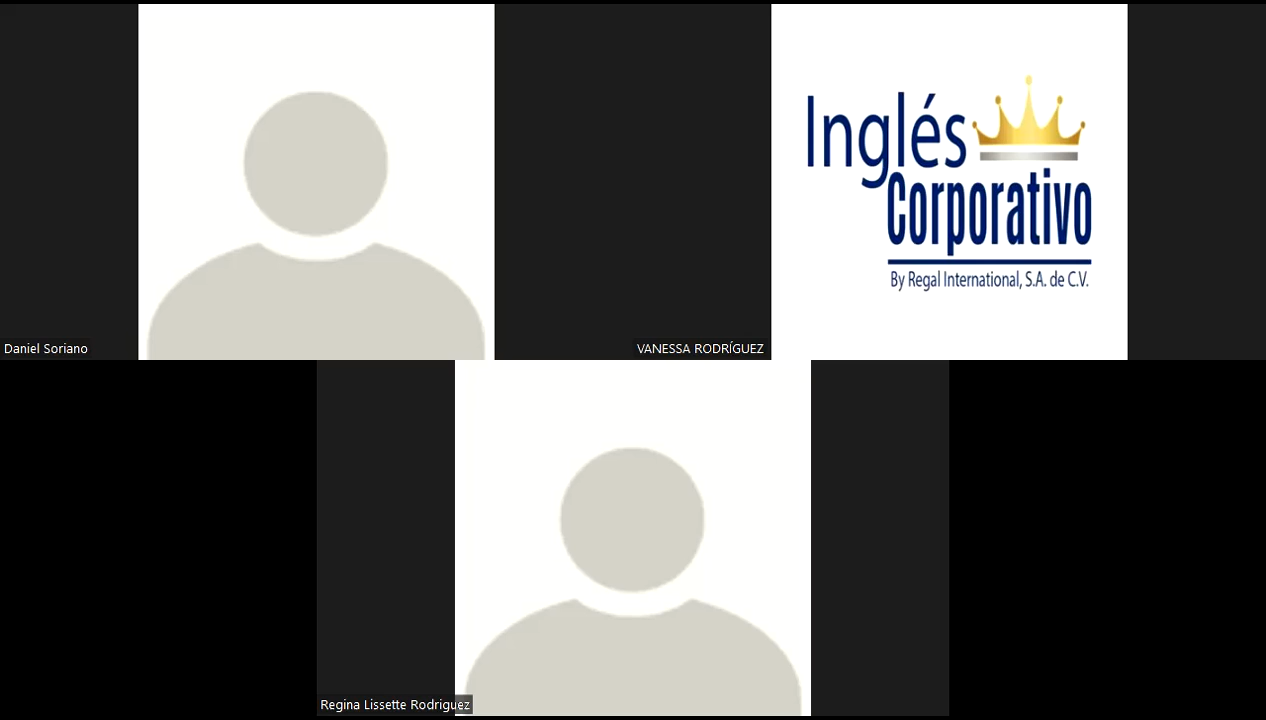 Inglés
Corporativo
By Regal International, S.A. de C.V.
Daniel Soriano
VANESSA RODRÍGUEZ
Regina Lissette Rodriguez